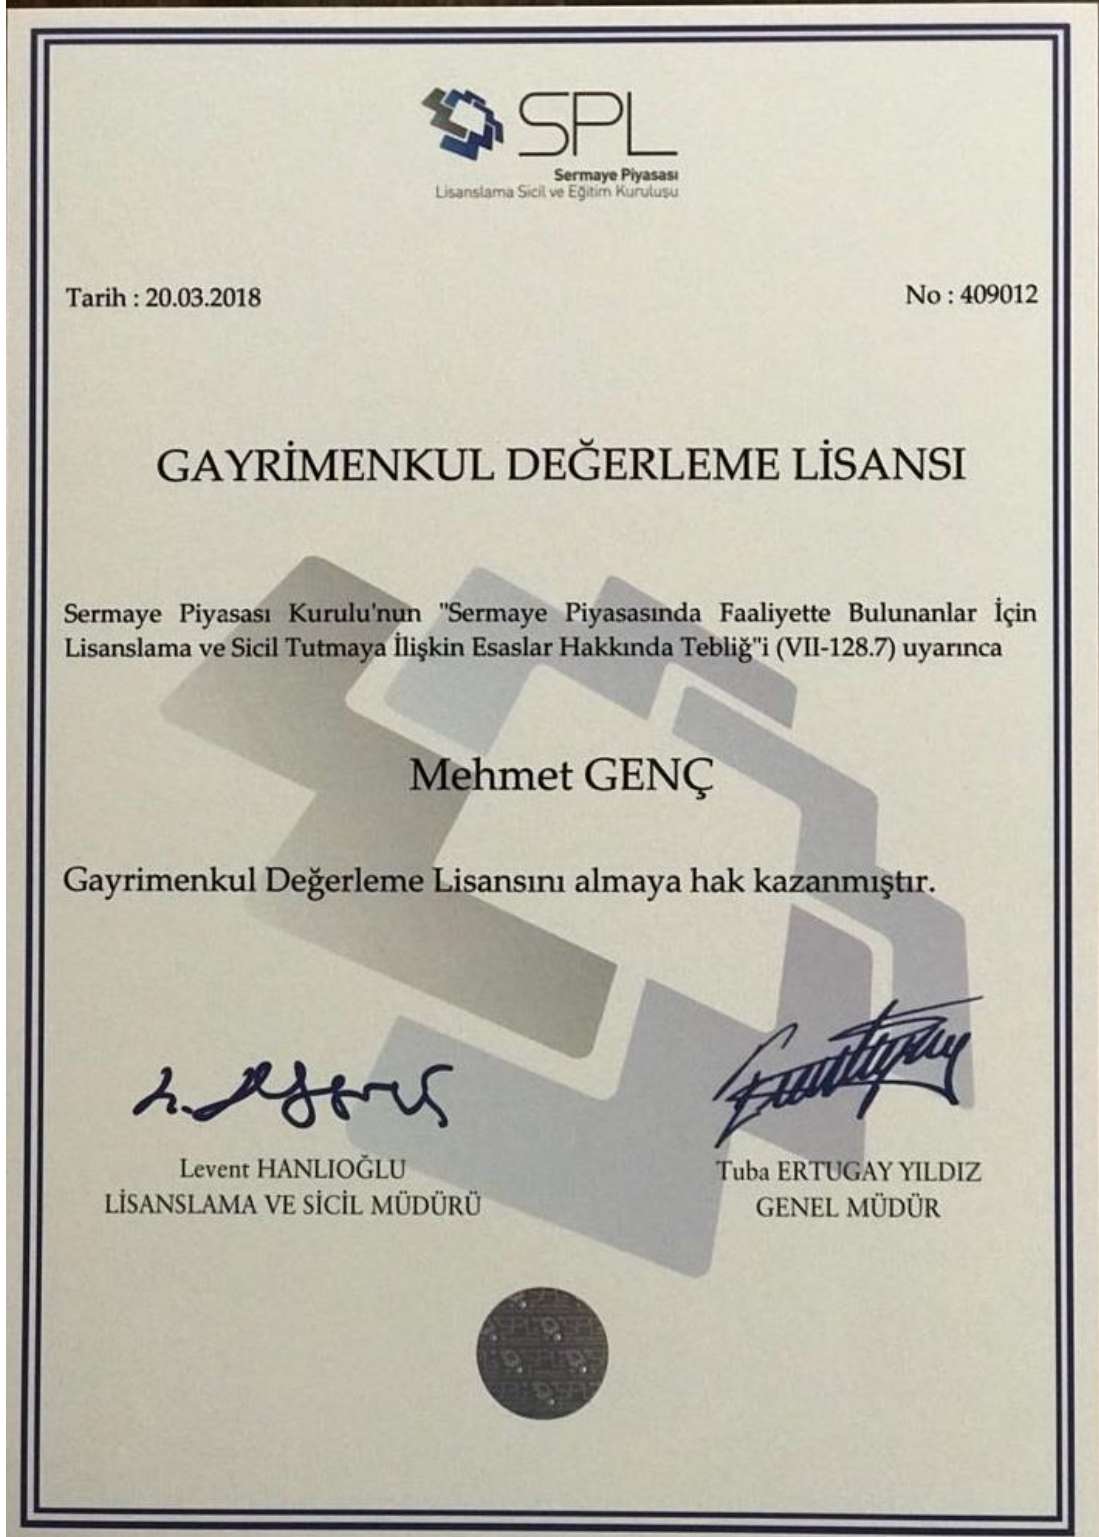 SPL
Sermaye Piyasası
Lisanslama Sicil ve Eğitim Kuruluşu
Tarih : 20.03.2018
No : 409012
GAYRİMENKUL DEĞERLEME LİSANSI
Sermaye Piyasası Kurulu'nun "Sermaye Piyasasında Faaliyette Bulunanlar İçin
Lisanslama ve Sicil Tutmaya İlişkin Esaslar Hakkında Tebliğ"i (VII-128.7) uyarınca
Mehmet GENÇ
Gayrimenkul Değerleme Lisansını almaya hak kazanmıştır.
Levent HANLIOĞLU
LİSANSLAMA VE SİCİL MÜDÜRÜ
Tuba ERTUGAY YILDIZ
GENEL MÜDÜR